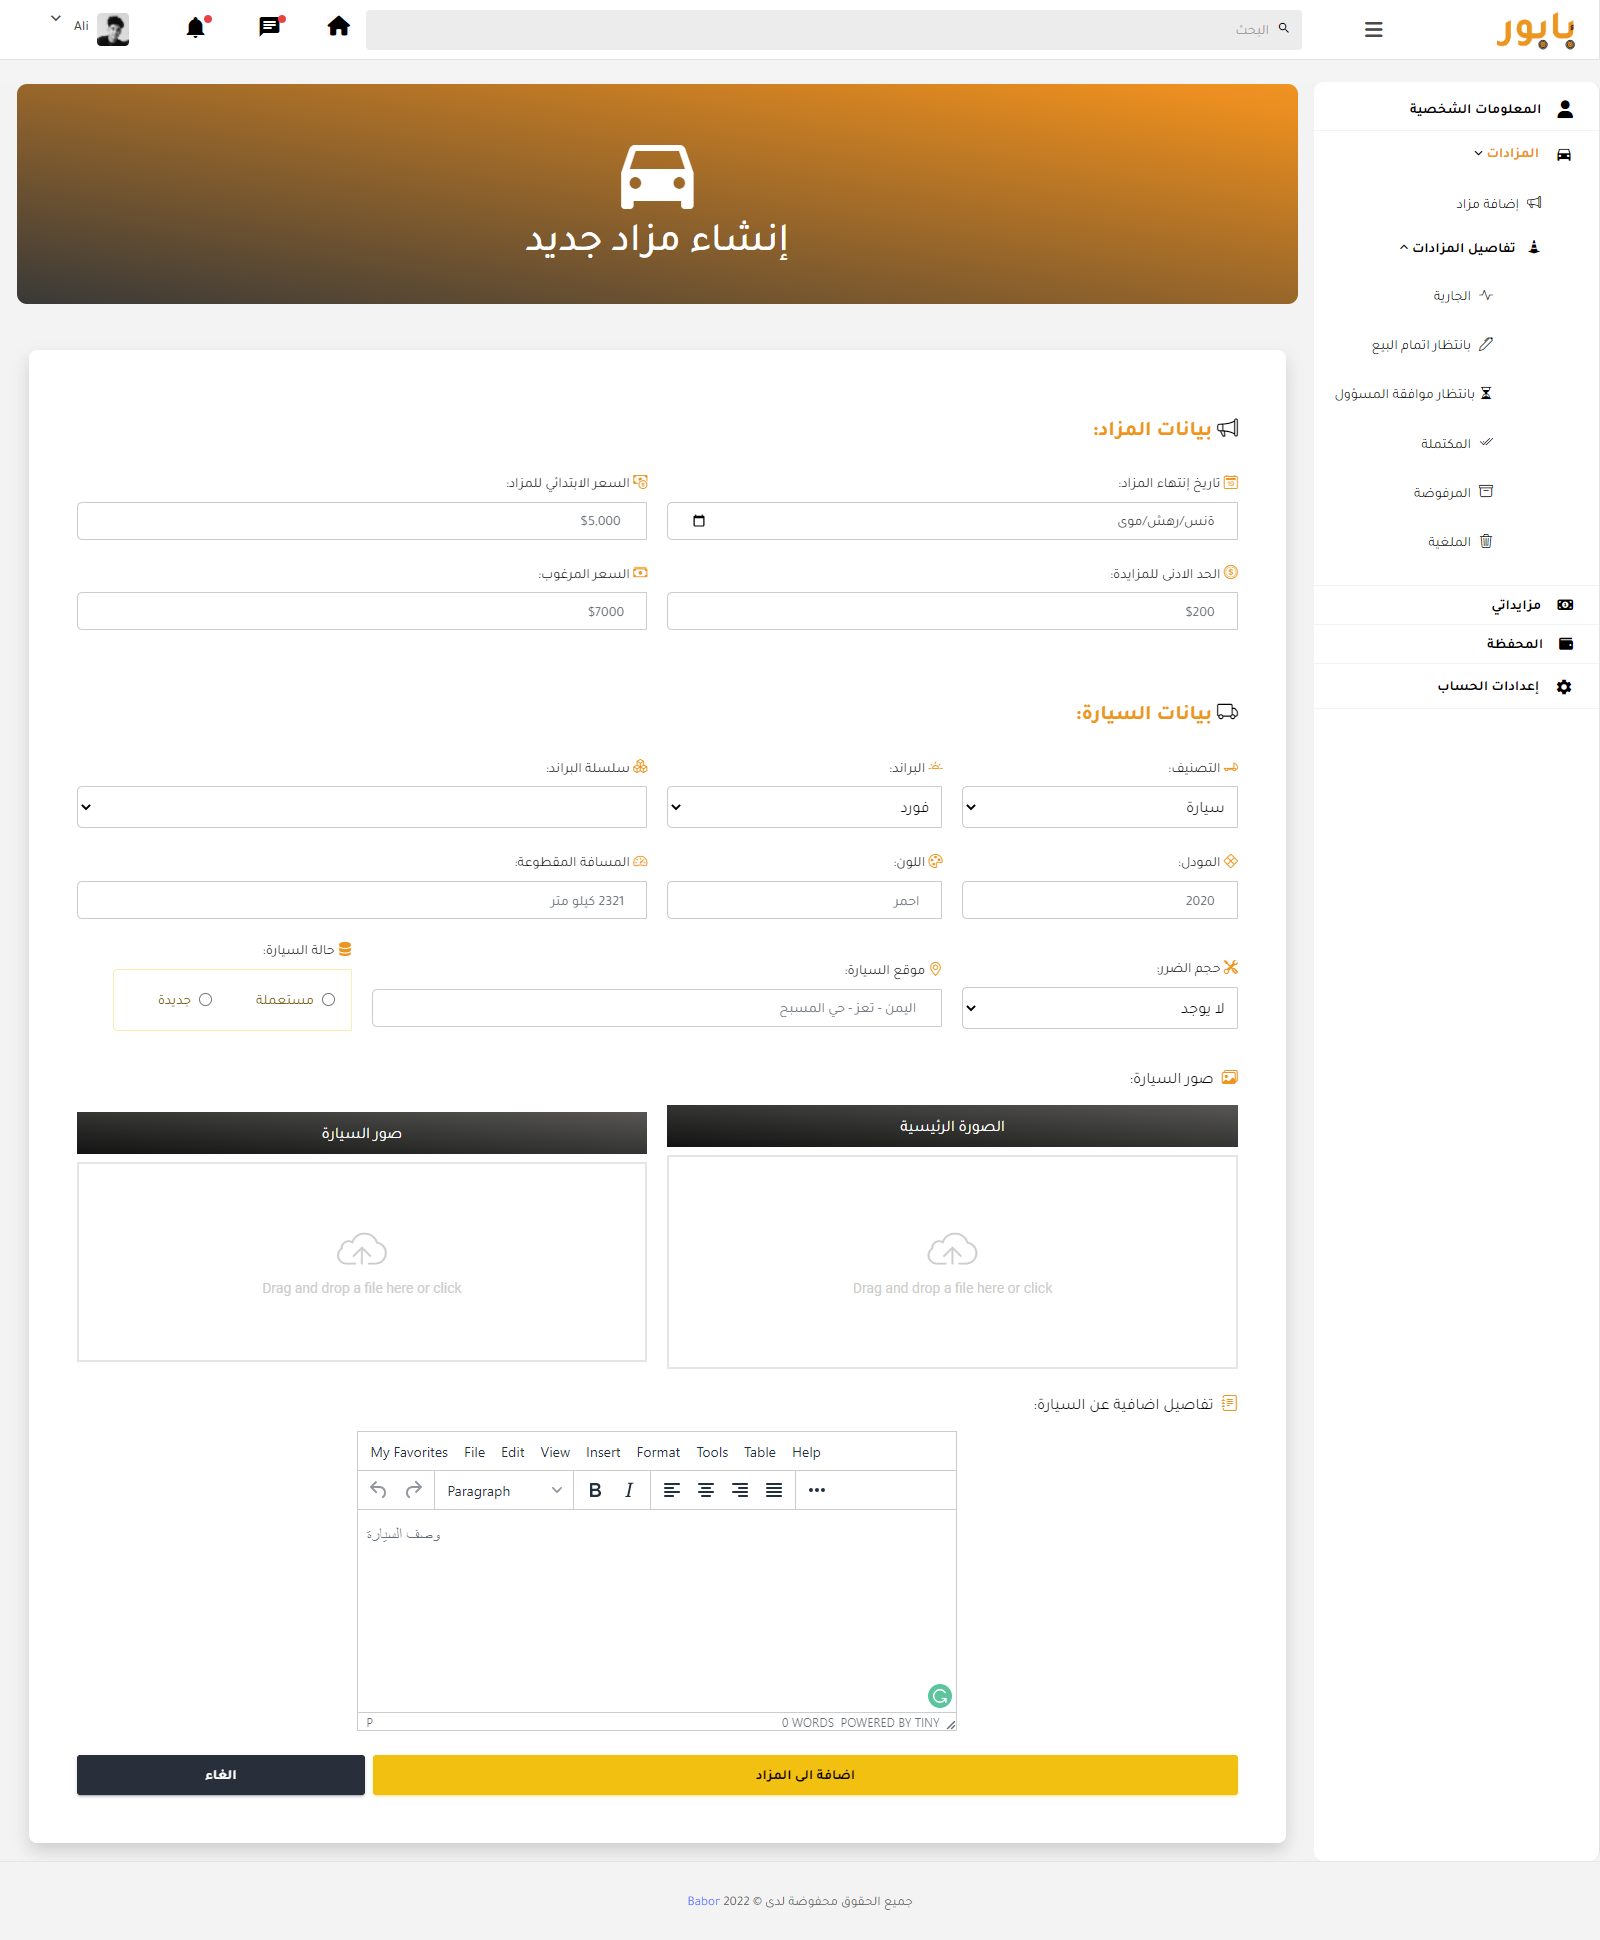 بابور
البحث
Ali
المعلومات الشخصية
المزادات
إضافة مزاد
تفاصيل المزادات
الجارية
بانتظار اتمام البيع
بانتظار موافقة المسؤول
المكتملة
المرفوضة
الملغية
مزايداتي
المحفظة
إعدادات الحساب
إنشاء مزاد جديد
بيانات المزاد:
تاريخ إنتهاء المزاد:
السعر الابتدائي للمزاد:
ةنس/رهش/موى
$5,000
الحد الادنى للمزايدة:
السعر المرغوب:
$200
$7000
بيانات السيارة:
التصنيف:
البراند:
سلسلة البراند:
سيارة
فورد
المودل:
اللون:
المسافة المقطوعة:
2020
احمر
2321 كيلو متر
حجم الضرر:
موقع السيارة:
حالة السيارة:
لا يوجد
اليمن - تعز - حي المسبح
مستعملة
جديدة
صور السيارة:
الصورة الرئيسية
صور السيارة
Drag and drop a file here or click
Drag and drop a file here or click
تفاصيل اضافية عن السيارة:
My Favorites File Edit View Insert Format Tools Table Help
Paragraph B I
وصف السيارة
P 0 WORDS POWERED BY TINY
اضافة الى المزاد
الغاء
جميع الحقوق محفوضة لدى © 2022 Babor